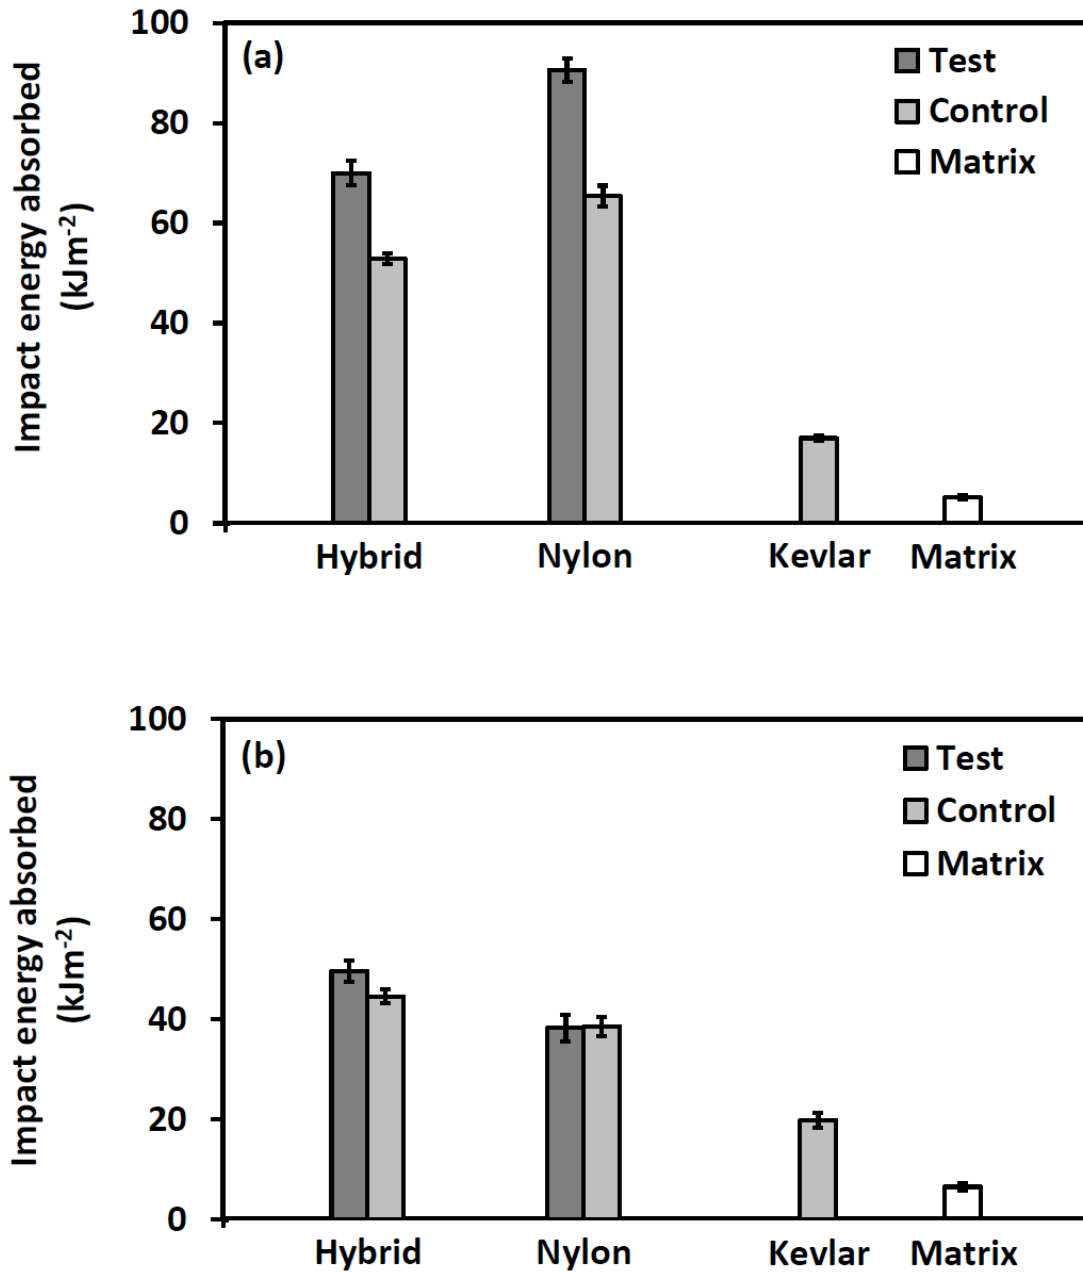 (a)
Test
Control
Matrix
Impact energy absorbed
(kJm⁻²)
100
80
60
40
20
0
Hybrid Nylon Kevlar Matrix
(b)
Test
Control
Matrix
Impact energy absorbed
(kJm⁻²)
100
80
60
40
20
0
Hybrid Nylon Kevlar Matrix